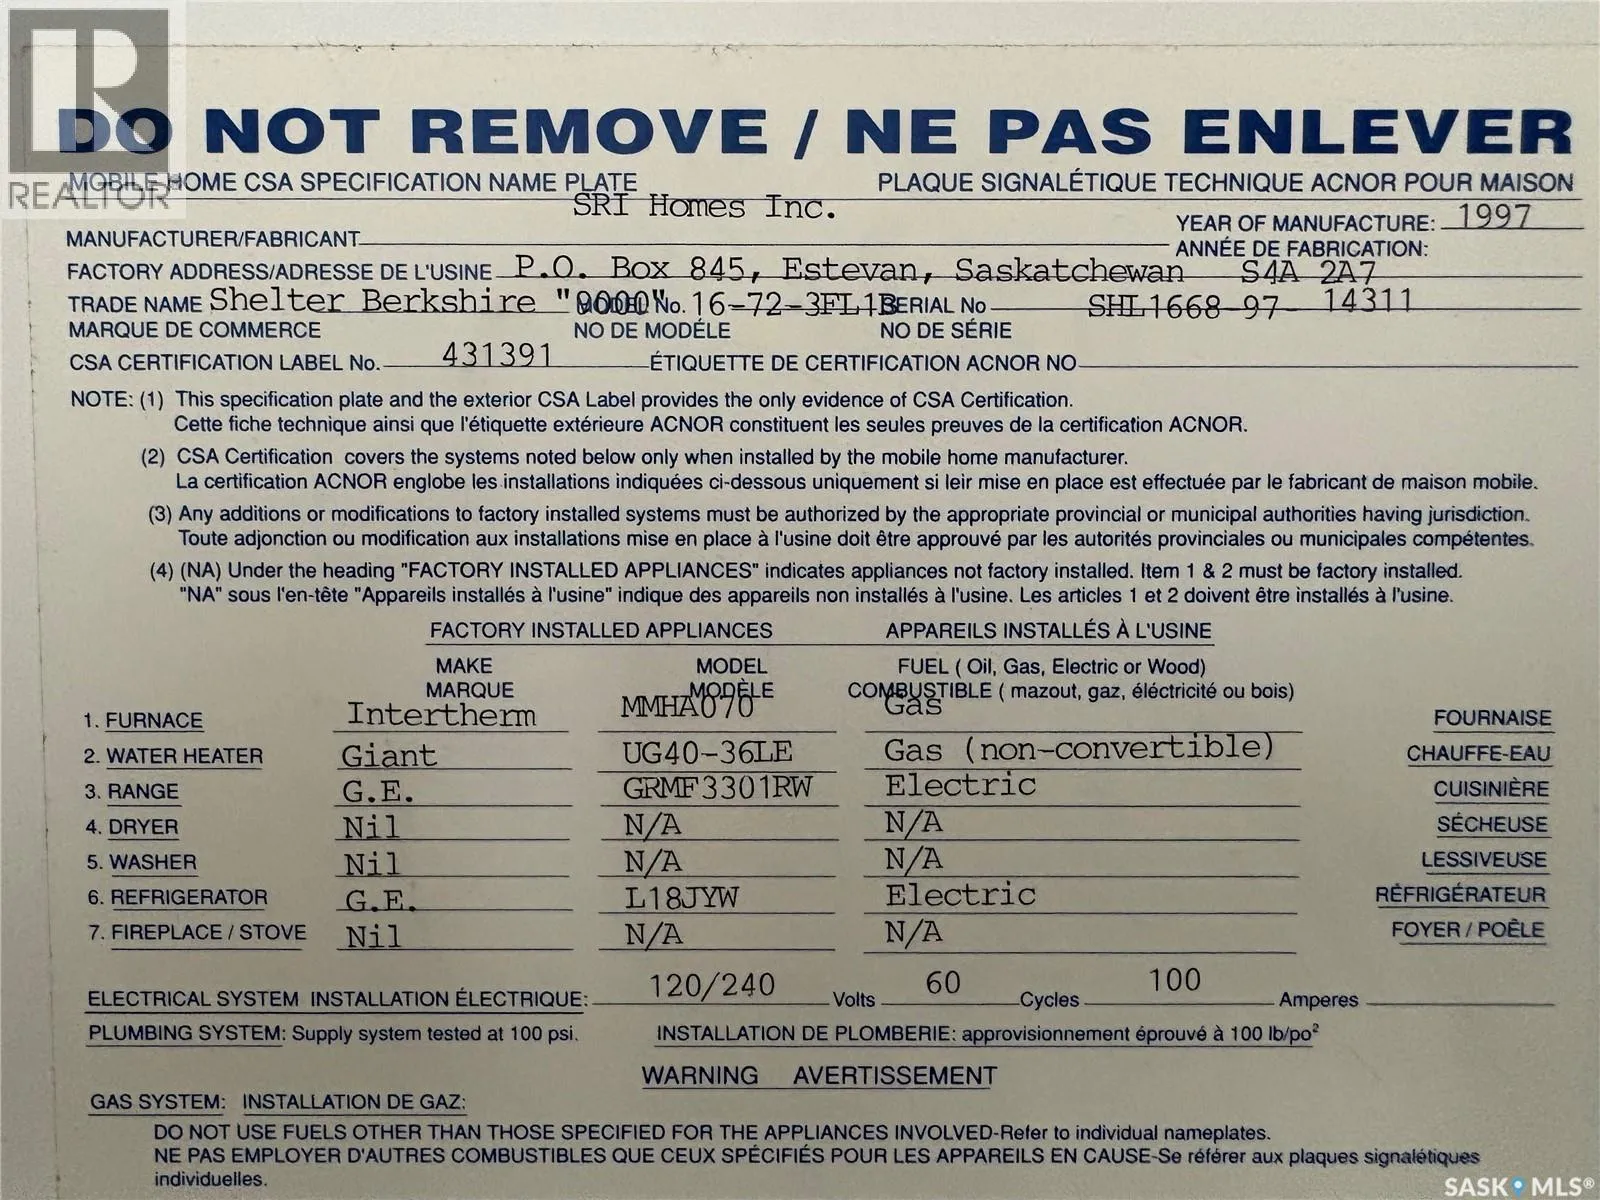 REALTOR
DO NOT REMOVE / NE PAS ENLEVER
MOBILE HOME CSA SPECIFICATION NAME PLATE PLAQUE SIGNALÉTIQUE TECHNIQUE ACNOR POUR MAISON
MANUFACTURER/FABRICANT SRI Homes Inc. YEAR OF MANUFACTURE: 1997
ANNÉE DE FABRICATION:
FACTORY ADDRESS/ADRESSE DE L'USINE P.O. Box 845, Estevan, Saskatchewan S4A 2A7
TRADE NAME Shelter Berkshire "9000" MODEL No. 16-72-3FL1B SERIAL No SHL1668-97- 14311
MARQUE DE COMMERCE NO DE MODÉLE NO DE SÉRIE
CSA CERTIFICATION LABEL No. 431391 ÉTIQUETTE DE CERTIFICATION ACNOR NO
NOTE: (1) This specification plate and the exterior CSA Label provides the only evidence of CSA Certification.
Cette fiche technique ainsi que l'étiquette extérieure ACNOR constituent les seules preuves de la certification ACNOR.
(2) CSA Certification covers the systems noted below only when installed by the mobile home manufacturer.
La certification ACNOR englobe les installations indiquées ci-dessous uniquement si leir mise en place est effectuée par le fabricant de maison mobile.
(3) Any additions or modifications to factory installed systems must be authorized by the appropriate provincial or municipal authorities having jurisdiction.
Toute adjonction ou modification aux installations mise en place à l'usine doit être approuvé par les autorités provinciales ou municipales compétentes.
(4) (NA) Under the heading "FACTORY INSTALLED APPLIANCES" indicates appliances not factory installed. Item 1 & 2 must be factory installed.
"NA" sous l'en-tête "Appareils installés à l'usine" indique des appareils non installés à l'usine. Les articles 1 et 2 doivent être installés à l'usine.
FACTORY INSTALLED APPLIANCES APPAREILS INSTALLÉS À L'USINE
MAKE MODEL FUEL ( Oil, Gas, Electric or Wood)
MARQUE MODÈLE COMBUSTIBLE ( mazout, gaz, éléctricité ou bois)
1. FURNACE Intertherm MMHA070 Gas FOURNAISE
2. WATER HEATER Giant UG40-36LE Gas (non-convertible) CHAUFFE-EAU
3. RANGE G.E. GRMF3301RW Electric CUISINIÈRE
4. DRYER Nil N/A N/A SÉCHEUSE
5. WASHER Nil N/A N/A LESSIVEUSE
6. REFRIGERATOR G.E. L18JYW Electric RÉFRIGÉRATEUR
7. FIREPLACE / STOVE Nil N/A N/A FOYER / POÊLE
ELECTRICAL SYSTEM INSTALLATION ÉLECTRIQUE: 120/240 Volts 60 Cycles 100 Amperes
PLUMBING SYSTEM: Supply system tested at 100 psi. INSTALLATION DE PLOMBERIE: approvisionnement éprouvé à 100 lb/po²
WARNING AVERTISSEMENT
GAS SYSTEM: INSTALLATION DE GAZ:
DO NOT USE FUELS OTHER THAN THOSE SPECIFIED FOR THE APPLIANCES INVOLVED-Refer to individual nameplates.
NE PAS EMPLOYER D'AUTRES COMBUSTIBLES QUE CEUX SPÉCIFIÉS POUR LES APPAREILS EN CAUSE-Se référer aux plaques signalétiques
individuelles.
SASK MLS®